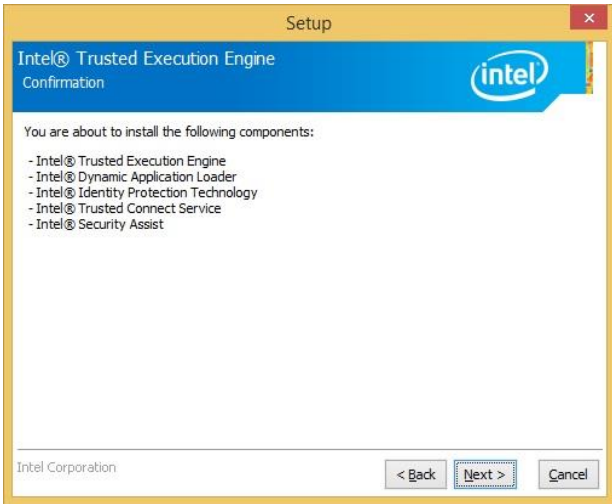 Setup
Intel® Trusted Execution Engine
Confirmation
intel
You are about to install the following components:
- Intel® Trusted Execution Engine
- Intel® Dynamic Application Loader
- Intel® Identity Protection Technology
- Intel® Trusted Connect Service
- Intel® Security Assist
Intel Corporation
< Back Next > Cancel